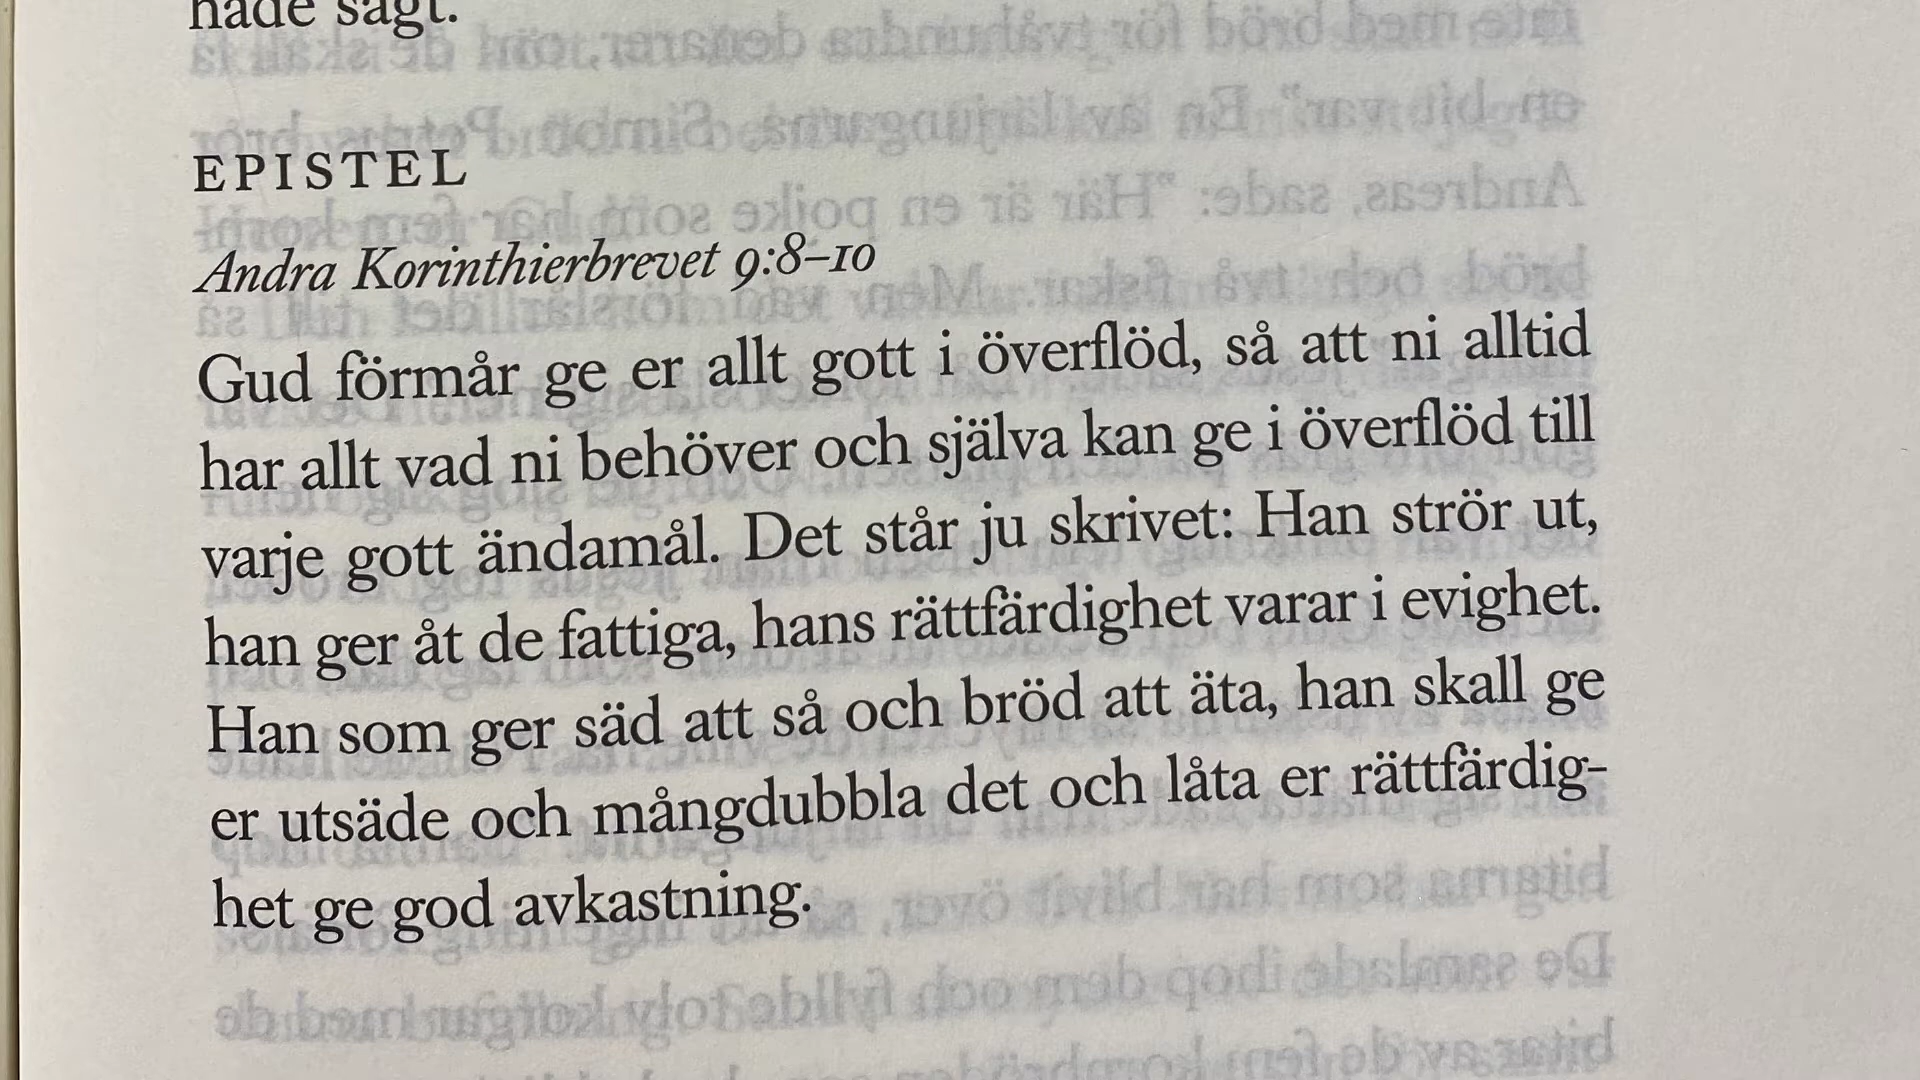 hade sagt.
EPISTEL
Andra Korinthierbrevet 9:8–10
Gud förmår ge er allt gott i överflöd, så att ni alltid
har allt vad ni behöver och själva kan ge i överflöd till
varje gott ändamål. Det står ju skrivet: Han strör ut,
han ger åt de fattiga, hans rättfärdighet varar i evighet.
Han som ger säd att så och bröd att äta, han skall ge
er utsäde och mångdubbla det och låta er rättfärdig-
het ge god avkastning.